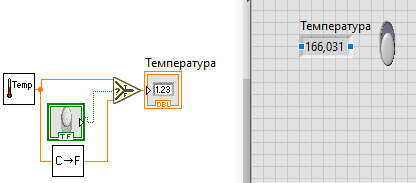 Температура
Temp
?
T
F
1.23
DBL
TF
C→F
Температура
166,031